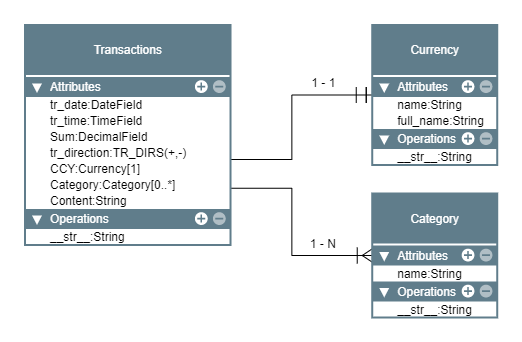 Transactions
Attributes
tr_date:DateField
tr_time:TimeField
Sum:DecimalField
tr_direction:TR_DIRS(+,-)
CCY:Currency[1]
Category:Category[0..*]
Content:String
Operations
__str__:String
1 - 1
1 - N
Currency
Attributes
name:String
full_name:String
Operations
__str__:String
Category
Attributes
name:String
Operations
__str__:String